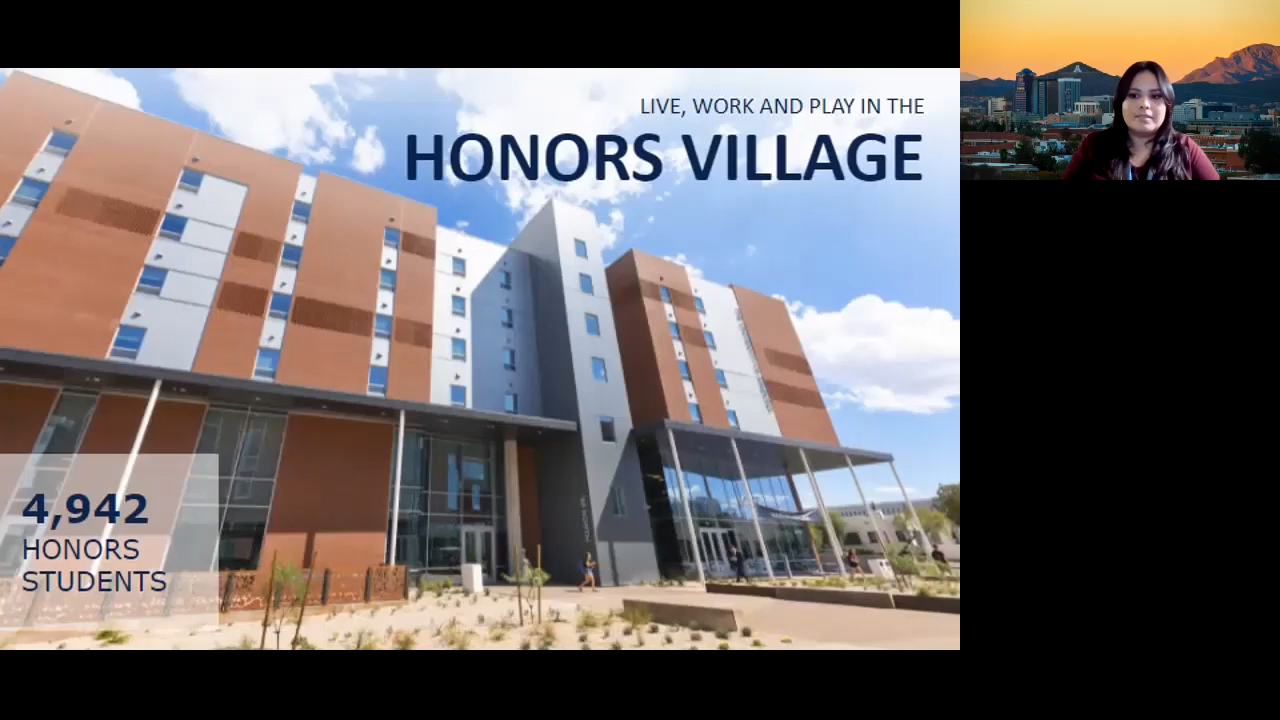 LIVE, WORK AND PLAY IN THE
HONORS VILLAGE
4,942
HONORS
STUDENTS